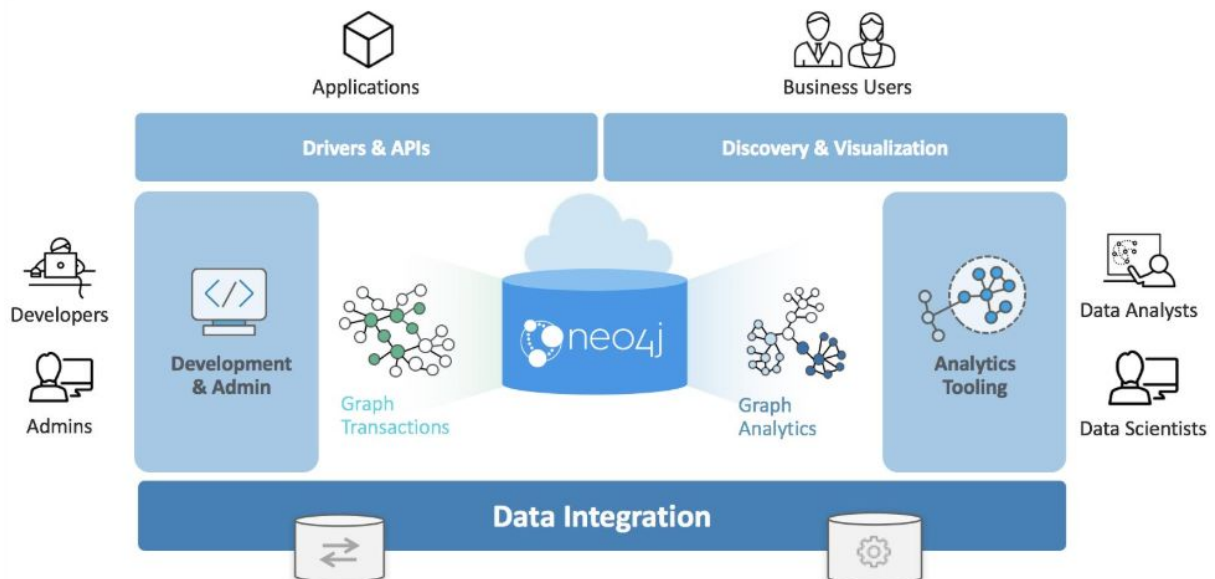 Applications
Business Users
Drivers & APIs
Discovery & Visualization
Developers
Admins
</>
Development
& Admin
Graph
Transactions
neo4j
Graph
Analytics
Analytics
Tooling
Data Analysts
Data Scientists
Data Integration